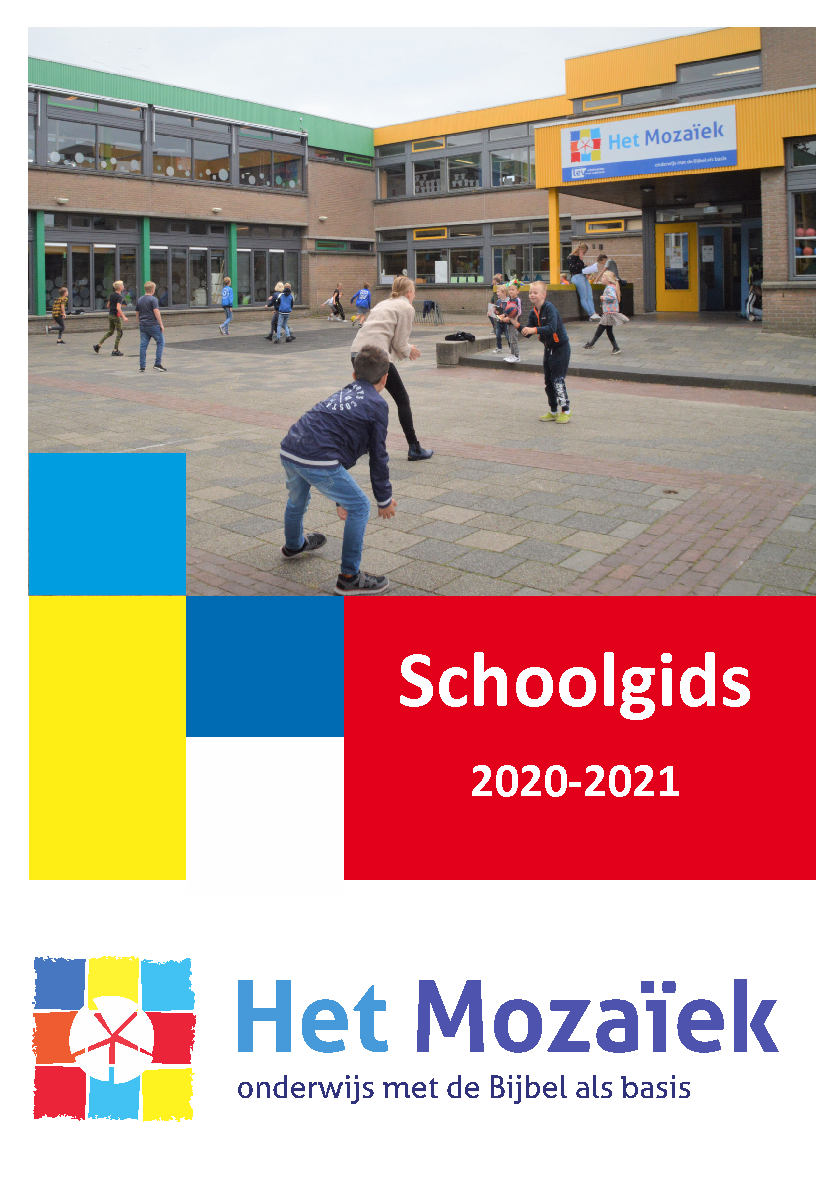 Het Mozaïek
onderwijs met de Bijbel als basis
lev
Schoolgids
2020-2021
Het Mozaïek
onderwijs met de Bijbel als basis